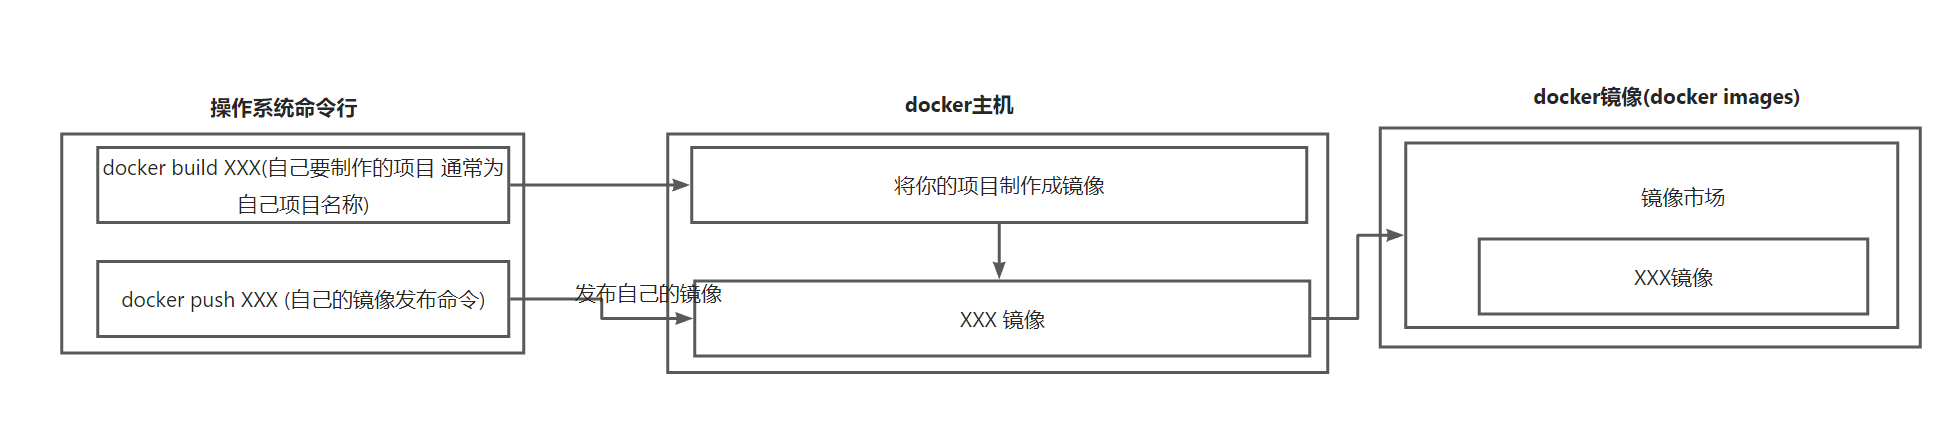 操作系统命令行
docker build XXX(自己要制作的项目 通常为
自己项目名称)
docker push XXX (自己的镜像发布命令)
发布自己的镜像
docker主机
将你的项目制作成镜像
XXX 镜像
docker镜像(docker images)
镜像市场
XXX镜像